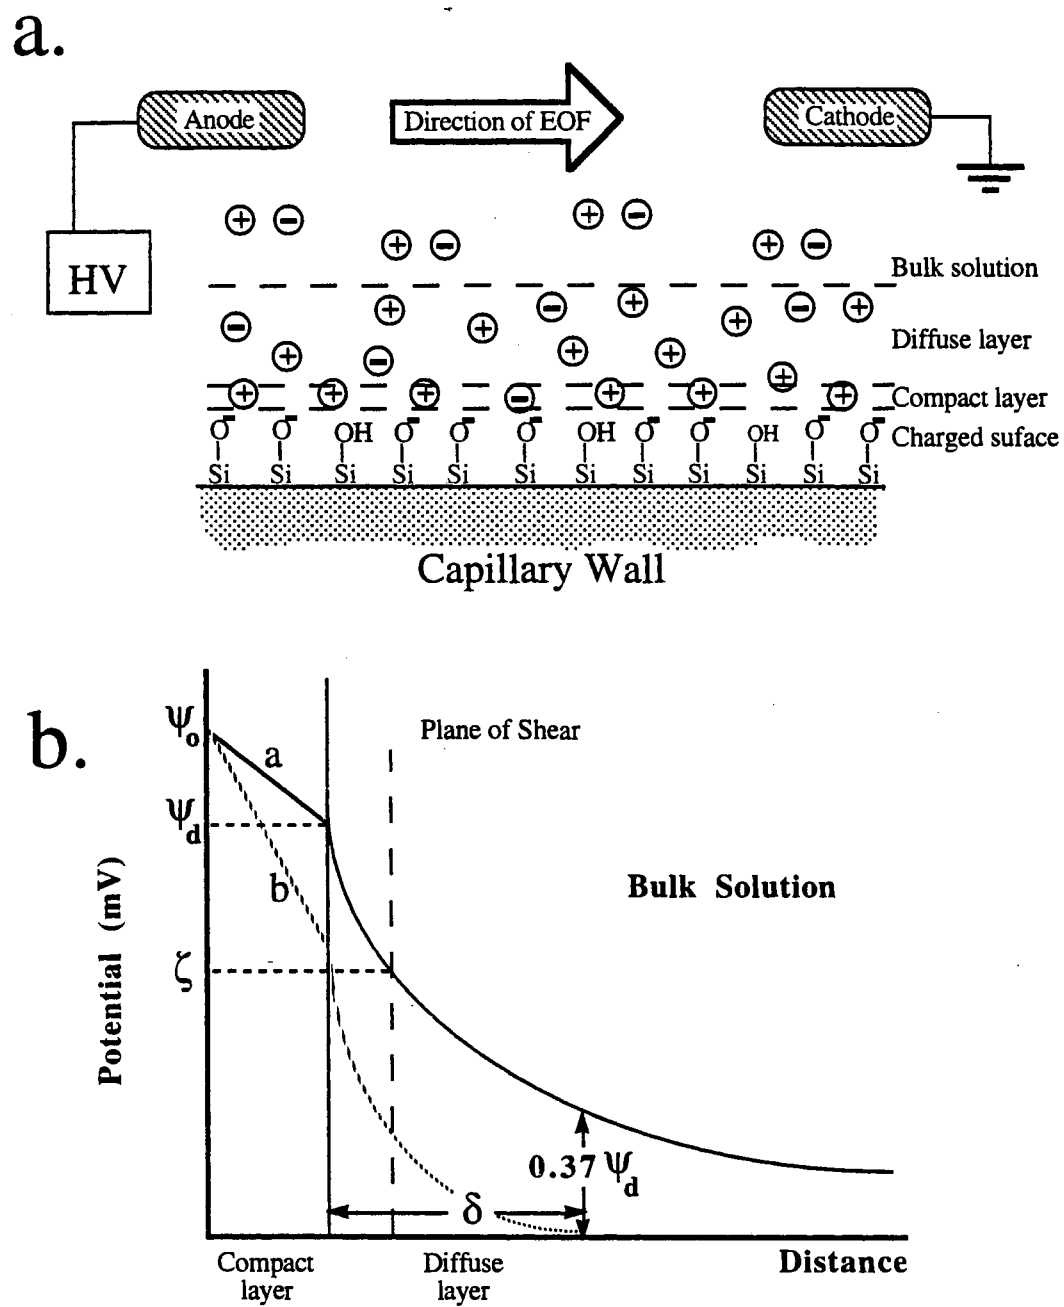 a.
Anode
Direction of EOF
Cathode
HV
+ - + - + - + -
Bulk solution
- + + - + + - + + - + +
Diffuse layer
+ + + - + + +
Compact layer
O- O- OH O- O- O- OH O- O- OH O- O-
Charged suface
Si Si Si Si Si Si Si Si Si Si Si Si
Capillary Wall
b.
Ψo
a
Plane of Shear
Ψd
b
Bulk Solution
ζ
Potential (mV)
0.37 Ψd
δ
Compact
layer
Diffuse
layer
Distance